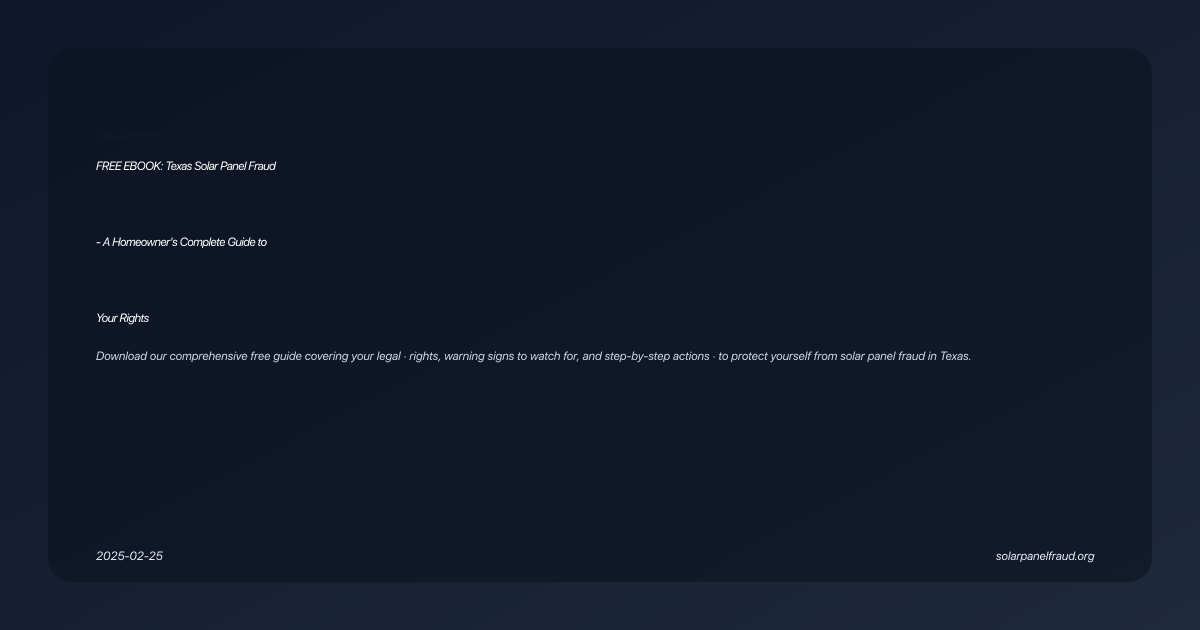 FREE EBOOK: Texas Solar Panel Fraud
- A Homeowner's Complete Guide to
Your Rights
Download our comprehensive free guide covering your legal · rights, warning signs to watch for, and step-by-step actions · to protect yourself from solar panel fraud in Texas.
2025-02-25
solarpanelfraud.org